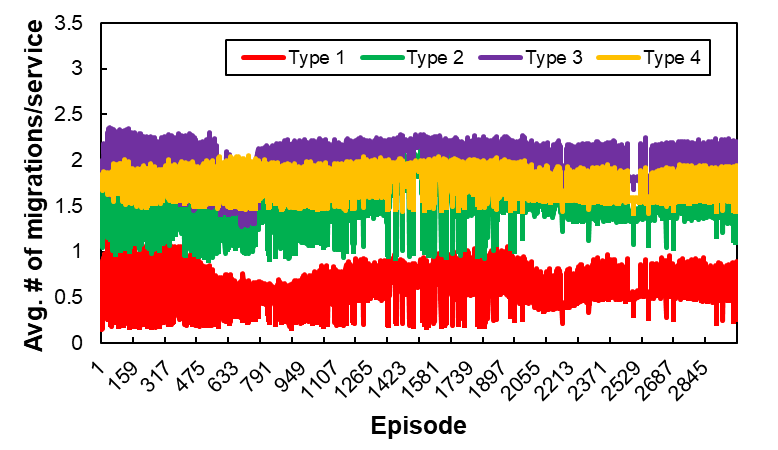 Avg. # of migrations/service
3.5
3
2.5
2
1.5
1
0.5
0
Type 1 Type 2 Type 3 Type 4
1 159 317 475 633 791 949 1107 1265 1423 1581 1739 1897 2055 2213 2371 2529 2687 2845
Episode